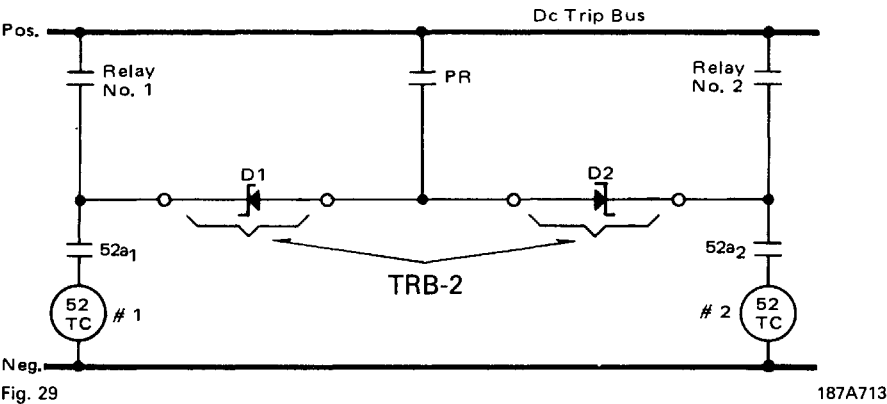 Dc Trip Bus
Pos.
Relay
No. 1
PR
Relay
No. 2
D1
D2
52a1
52a2
TRB-2
52
TC
# 1
# 2
52
TC
Neg.
Fig. 29
187A713